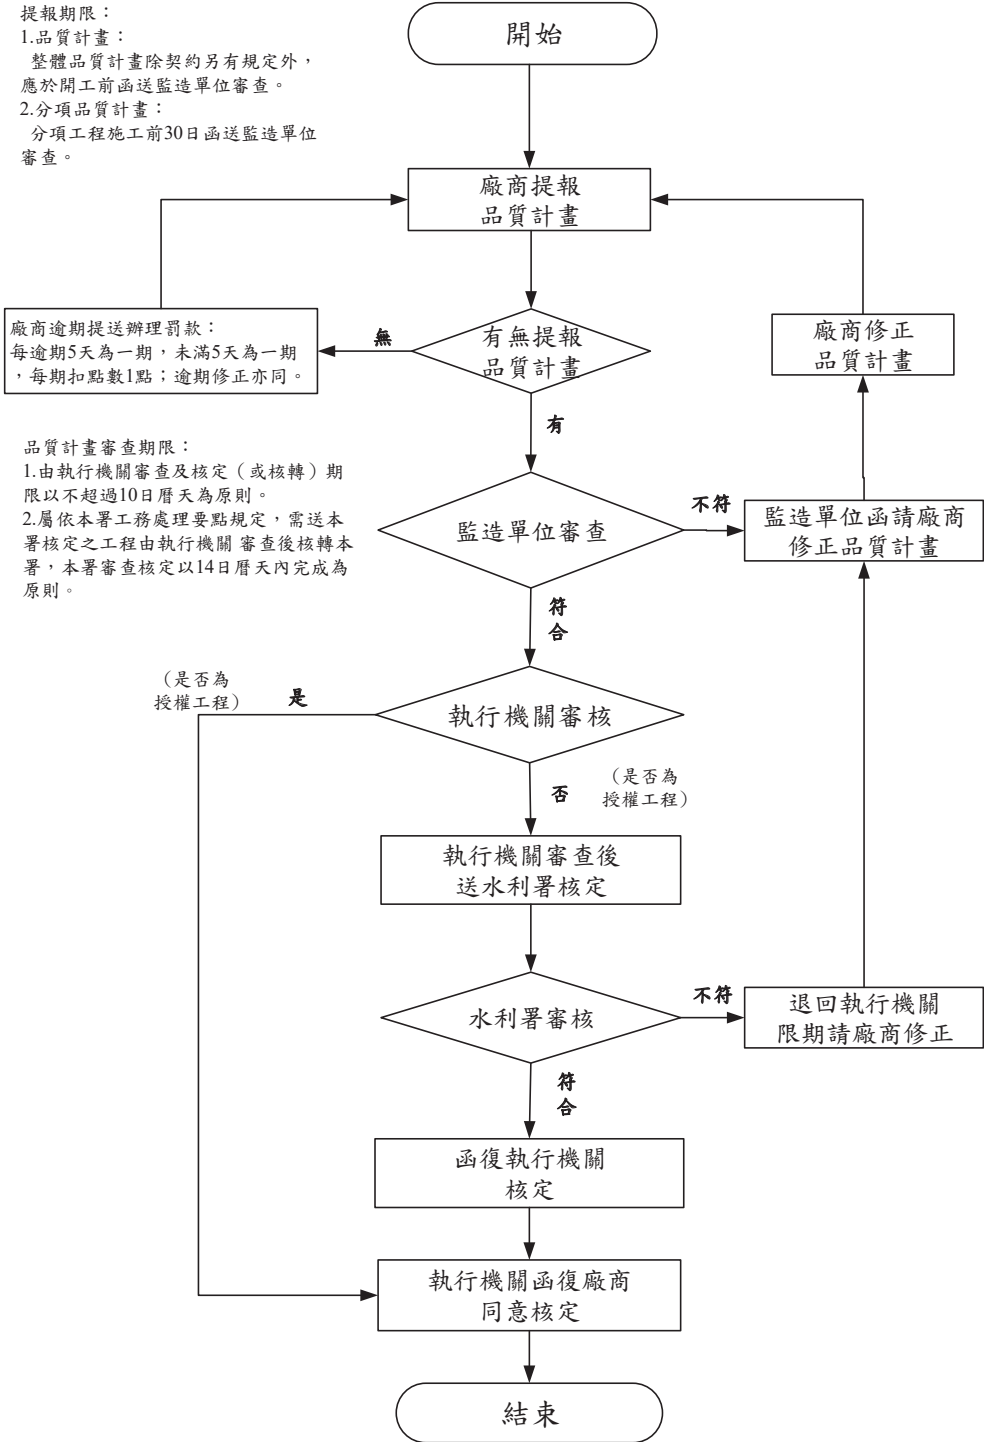 提報期限：
1.品質計畫：
整體品質計畫除契約另有規定外，
應於開工前函送監造單位審查。
2.分項品質計畫：
分項工程施工前30日函送監造單位
審查。
開始
廠商提報
品質計畫
廠商逾期提送辦理罰款：
每逾期5天為一期，未滿5天為一期
，每期扣點數1點；逾期修正亦同。
無
有無提報
品質計畫
廠商修正
品質計畫
有
品質計畫審查期限：
1.由執行機關審查及核定（或核轉）期
限以不超過10日曆天為原則。
2.屬依本署工務處理要點規定，需送本
署核定之工程由執行機關 審查後核轉本
署，本署審查核定以14日曆天內完成為
原則。
監造單位審查
不符
監造單位函請廠商
修正品質計畫
符
合
（是否為
授權工程）
是
執行機關審核
否
（是否為
授權工程）
執行機關審查後
送水利署核定
水利署審核
不符
退回執行機關
限期請廠商修正
符
合
函復執行機關
核定
執行機關函復廠商
同意核定
結束